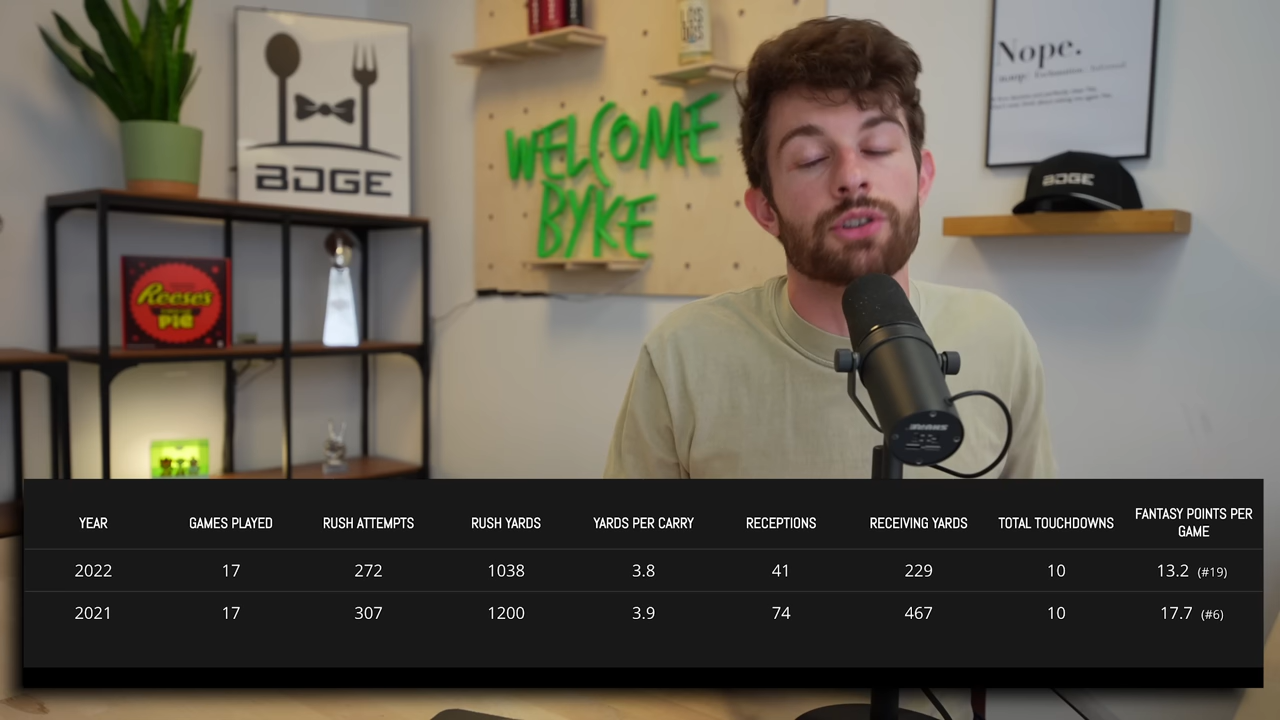 BDGE
WELCOME
BYKE
Reese's
PIE
Nope.
BDGE
YEAR GAMES PLAYED RUSH ATTEMPTS RUSH YARDS YARDS PER CARRY RECEPTIONS RECEIVING YARDS TOTAL TOUCHDOWNS FANTASY POINTS PER GAME
2022 17 272 1038 3.8 41 229 10 13.2 (#19)
2021 17 307 1200 3.9 74 467 10 17.7 (#6)